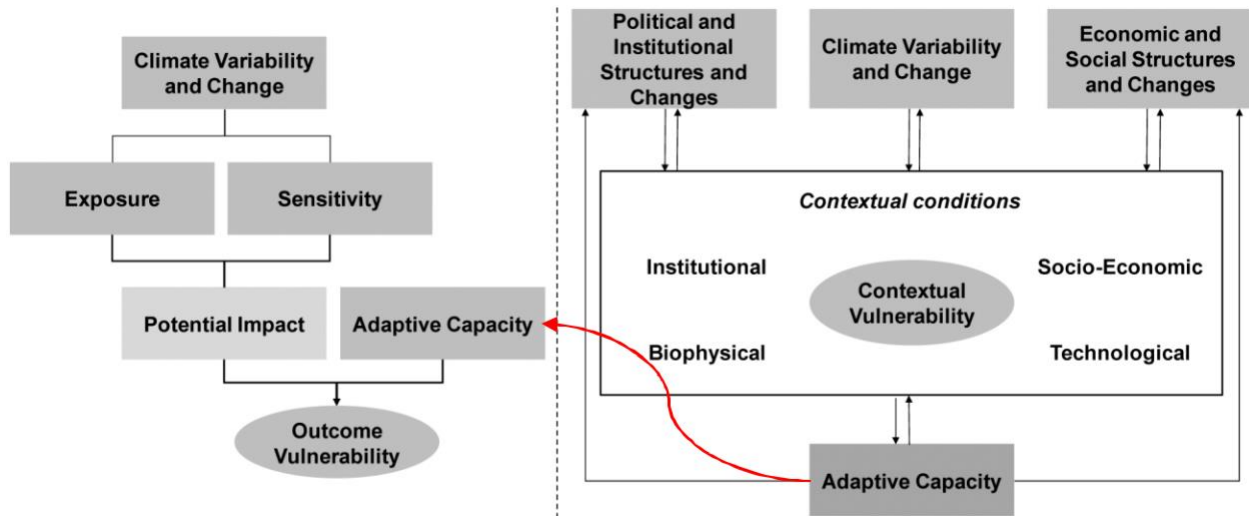 Climate Variability
and Change
Exposure
Sensitivity
Potential Impact
Adaptive Capacity
Outcome
Vulnerability
Political and
Institutional
Structures and
Changes
Climate Variability
and Change
Economic and
Social Structures
and Changes
Contextual conditions
Institutional
Socio-Economic
Contextual
Vulnerability
Biophysical
Technological
Adaptive Capacity